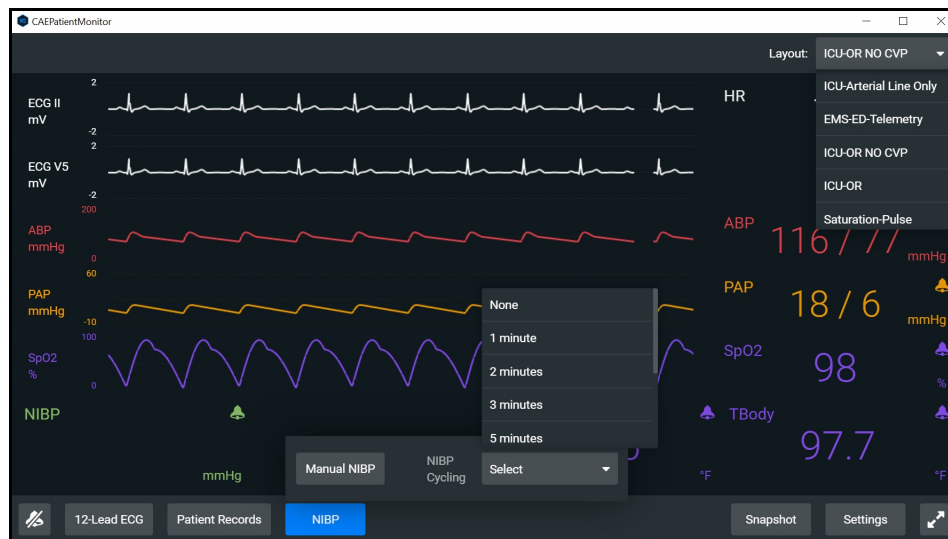 CAEPatientMonitor
Layout: ICU-OR NO CVP
ICU-Arterial Line Only
EMS-ED-Telemetry
ICU-OR NO CVP
ICU-OR
Saturation-Pulse
ECG II
mV
2
-2
HR
ECG V5
mV
2
-2
ABP
mmHg
200
0
ABP
116 / 77
mmHg
PAP
mmHg
60
-10
PAP
18 / 6
mmHg
SpO2
%
100
0
SpO2
98
%
NIBP
mmHg
°F
TBody
97.7
°F
None
1 minute
2 minutes
3 minutes
5 minutes
Manual NIBP
NIBP
Cycling
Select
12-Lead ECG
Patient Records
NIBP
Snapshot
Settings